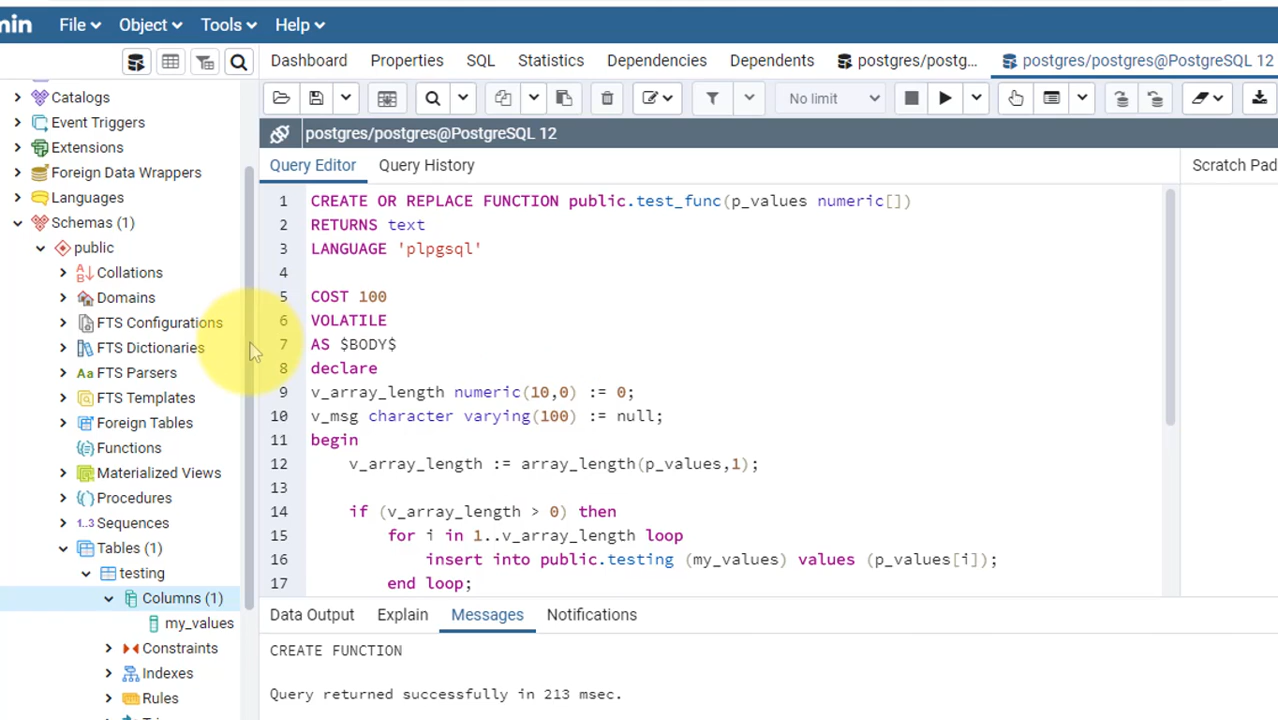 min File Object Tools Help
Dashboard Properties SQL Statistics Dependencies Dependents postgres/postg... postgres/postgres@PostgreSQL 12
No limit
postgres/postgres@PostgreSQL 12
Query Editor Query History Scratch Pad
Catalogs
Event Triggers
Extensions
Foreign Data Wrappers
Languages
Schemas (1)
public
Collations
Domains
FTS Configurations
FTS Dictionaries
Aa FTS Parsers
FTS Templates
Foreign Tables
Functions
Materialized Views
Procedures
1..3 Sequences
Tables (1)
testing
Columns (1)
my_values
Constraints
Indexes
Rules
1 CREATE OR REPLACE FUNCTION public.test_func(p_values numeric[])
2 RETURNS text
3 LANGUAGE 'plpgsql'
4
5 COST 100
6 VOLATILE
7 AS $BODY$
8 declare
9 v_array_length numeric(10,0) := 0;
10 v_msg character varying(100) := null;
11 begin
12 v_array_length := array_length(p_values,1);
13
14 if (v_array_length > 0) then
15 for i in 1..v_array_length loop
16 insert into public.testing (my_values) values (p_values[i]);
17 end loop;
Data Output Explain Messages Notifications
CREATE FUNCTION
Query returned successfully in 213 msec.